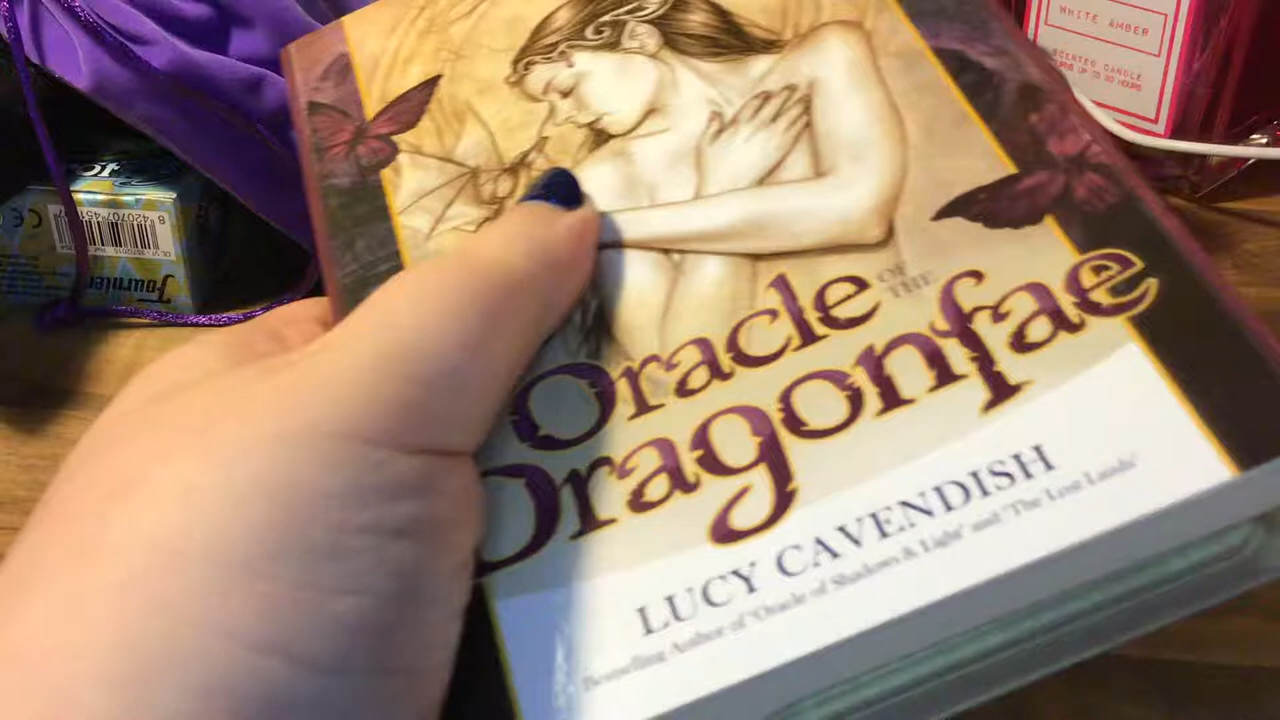 WHITE AMBER
SCENTED CANDLE
BURNS UP TO 30 HOURS
Fournier
Oracle
OF THE
Dragonfae
LUCY CAVENDISH
Bestselling Author of 'Oracle of Shadows & Light' and 'The Lost Lands'